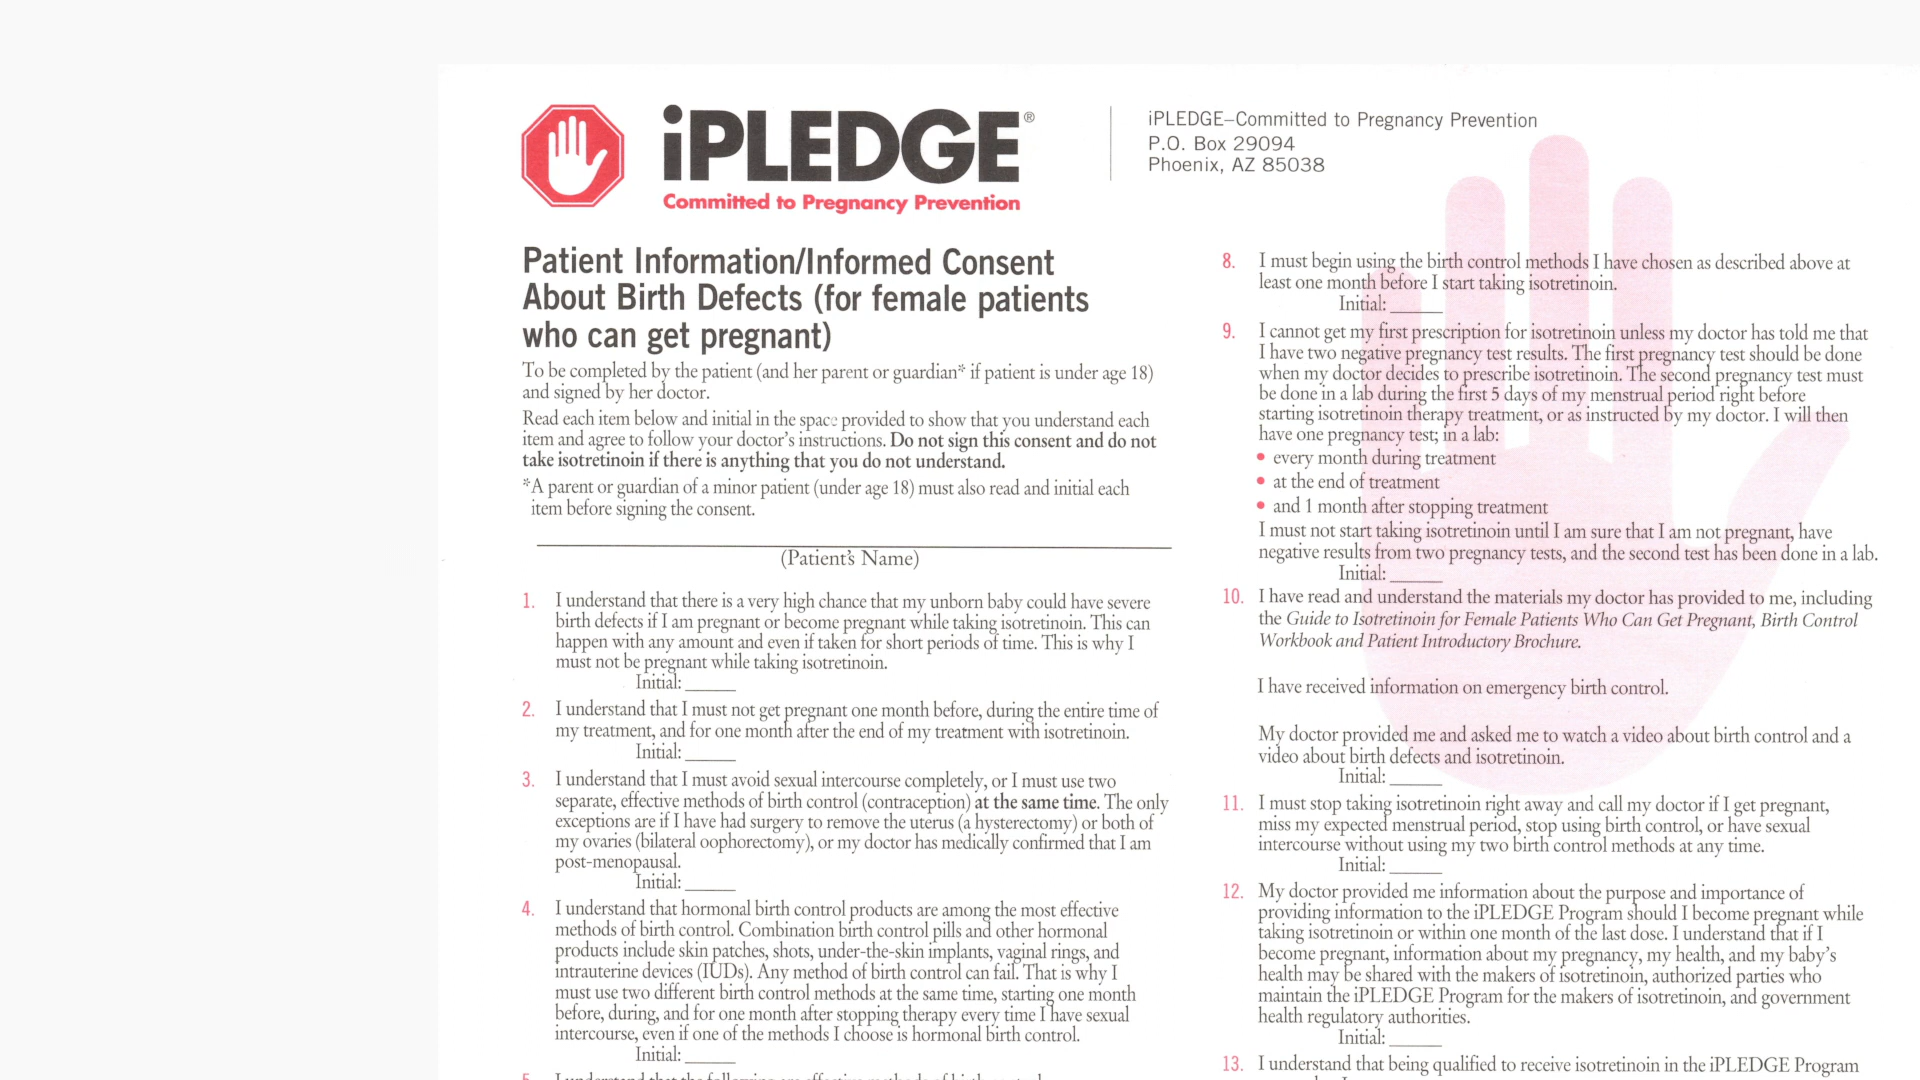 iPLEDGE®
Committed to Pregnancy Prevention
iPLEDGE–Committed to Pregnancy Prevention
P.O. Box 29094
Phoenix, AZ 85038
Patient Information/Informed Consent
About Birth Defects (for female patients
who can get pregnant)
To be completed by the patient (and her parent or guardian* if patient is under age 18)
and signed by her doctor.
Read each item below and initial in the space provided to show that you understand each
item and agree to follow your doctor's instructions. Do not sign this consent and do not
take isotretinoin if there is anything that you do not understand.
*A parent or guardian of a minor patient (under age 18) must also read and initial each
item before signing the consent.
(Patient's Name)
1. I understand that there is a very high chance that my unborn baby could have severe
birth defects if I am pregnant or become pregnant while taking isotretinoin. This can
happen with any amount and even if taken for short periods of time. This is why I
must not be pregnant while taking isotretinoin.
Initial: ______
2. I understand that I must not get pregnant one month before, during the entire time of
my treatment, and for one month after the end of my treatment with isotretinoin.
Initial: ______
3. I understand that I must avoid sexual intercourse completely, or I must use two
separate, effective methods of birth control (contraception) at the same time. The only
exceptions are if I have had surgery to remove the uterus (a hysterectomy) or both of
my ovaries (bilateral oophorectomy), or my doctor has medically confirmed that I am
post-menopausal.
Initial: ______
4. I understand that hormonal birth control products are among the most effective
methods of birth control. Combination birth control pills and other hormonal
products include skin patches, shots, under-the-skin implants, vaginal rings, and
intrauterine devices (IUDs). Any method of birth control can fail. That is why I
must use two different birth control methods at the same time, starting one month
before, during, and for one month after stopping therapy every time I have sexual
intercourse, even if one of the methods I choose is hormonal birth control.
Initial: ______
5. I understand that the following are effective methods of birth control
8. I must begin using the birth control methods I have chosen as described above at
least one month before I start taking isotretinoin.
Initial: ______
9. I cannot get my first prescription for isotretinoin unless my doctor has told me that
I have two negative pregnancy test results. The first pregnancy test should be done
when my doctor decides to prescribe isotretinoin. The second pregnancy test must
be done in a lab during the first 5 days of my menstrual period right before
starting isotretinoin therapy treatment, or as instructed by my doctor. I will then
have one pregnancy test; in a lab:
• every month during treatment
• at the end of treatment
• and 1 month after stopping treatment
I must not start taking isotretinoin until I am sure that I am not pregnant, have
negative results from two pregnancy tests, and the second test has been done in a lab.
Initial: ______
10. I have read and understand the materials my doctor has provided to me, including
the Guide to Isotretinoin for Female Patients Who Can Get Pregnant, Birth Control
Workbook and Patient Introductory Brochure.
I have received information on emergency birth control.
My doctor provided me and asked me to watch a video about birth control and a
video about birth defects and isotretinoin.
Initial: ______
11. I must stop taking isotretinoin right away and call my doctor if I get pregnant,
miss my expected menstrual period, stop using birth control, or have sexual
intercourse without using my two birth control methods at any time.
Initial: ______
12. My doctor provided me information about the purpose and importance of
providing information to the iPLEDGE Program should I become pregnant while
taking isotretinoin or within one month of the last dose. I understand that if I
become pregnant, information about my pregnancy, my health, and my baby's
health may be shared with the makers of isotretinoin, authorized parties who
maintain the iPLEDGE Program for the makers of isotretinoin, and government
health regulatory authorities.
Initial: ______
13. I understand that being qualified to receive isotretinoin in the iPLEDGE Program